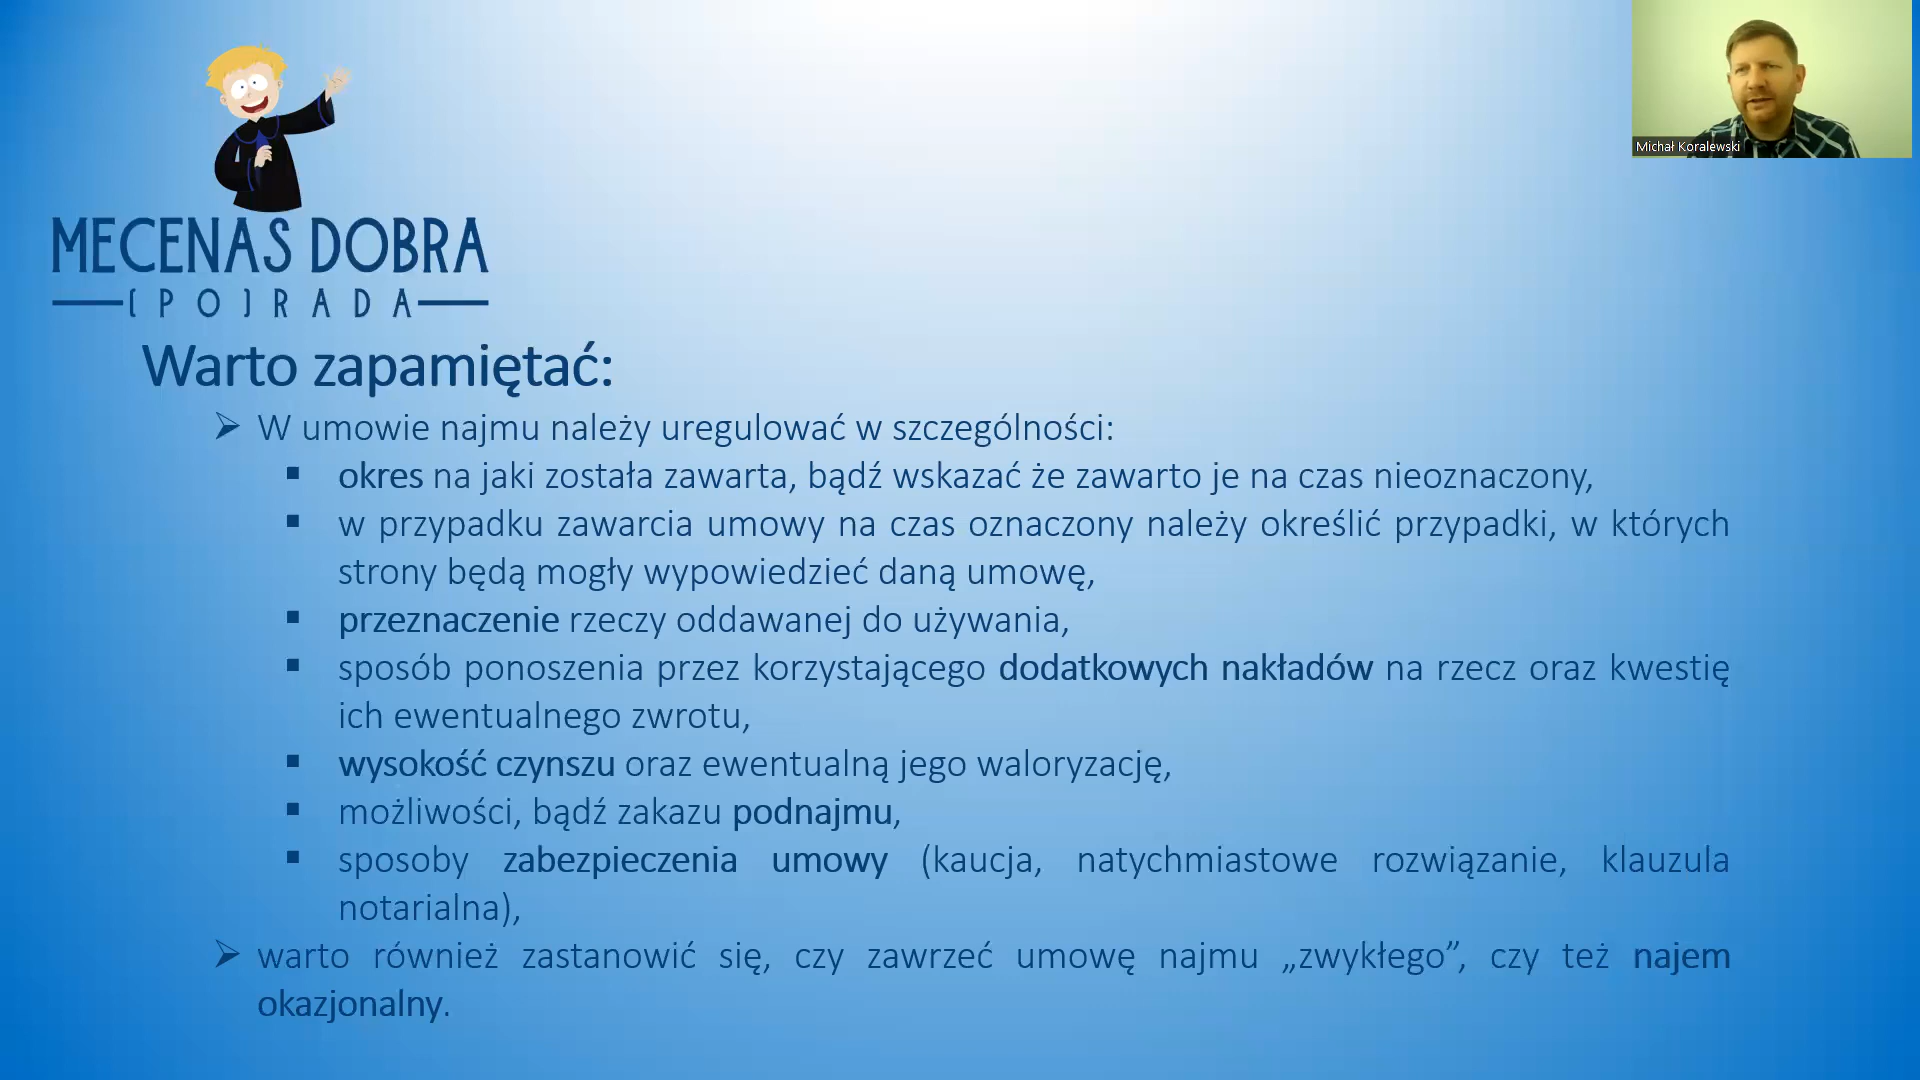 Michał Koralewski
MECENAS DOBRA
(PO)RADA
Warto zapamiętać:
➢ W umowie najmu należy uregulować w szczególności:
▪ okres na jaki została zawarta, bądź wskazać że zawarto je na czas nieoznaczony,
▪ w przypadku zawarcia umowy na czas oznaczony należy określić przypadki, w których
strony będą mogły wypowiedzieć daną umowę,
▪ przeznaczenie rzeczy oddawanej do używania,
▪ sposób ponoszenia przez korzystającego dodatkowych nakładów na rzecz oraz kwestię
ich ewentualnego zwrotu,
▪ wysokość czynszu oraz ewentualną jego waloryzację,
▪ możliwości, bądź zakazu podnajmu,
▪ sposoby zabezpieczenia umowy (kaucja, natychmiastowe rozwiązanie, klauzula
notarialna),
➢ warto również zastanowić się, czy zawrzeć umowę najmu „zwykłego”, czy też najem
okazjonalny.